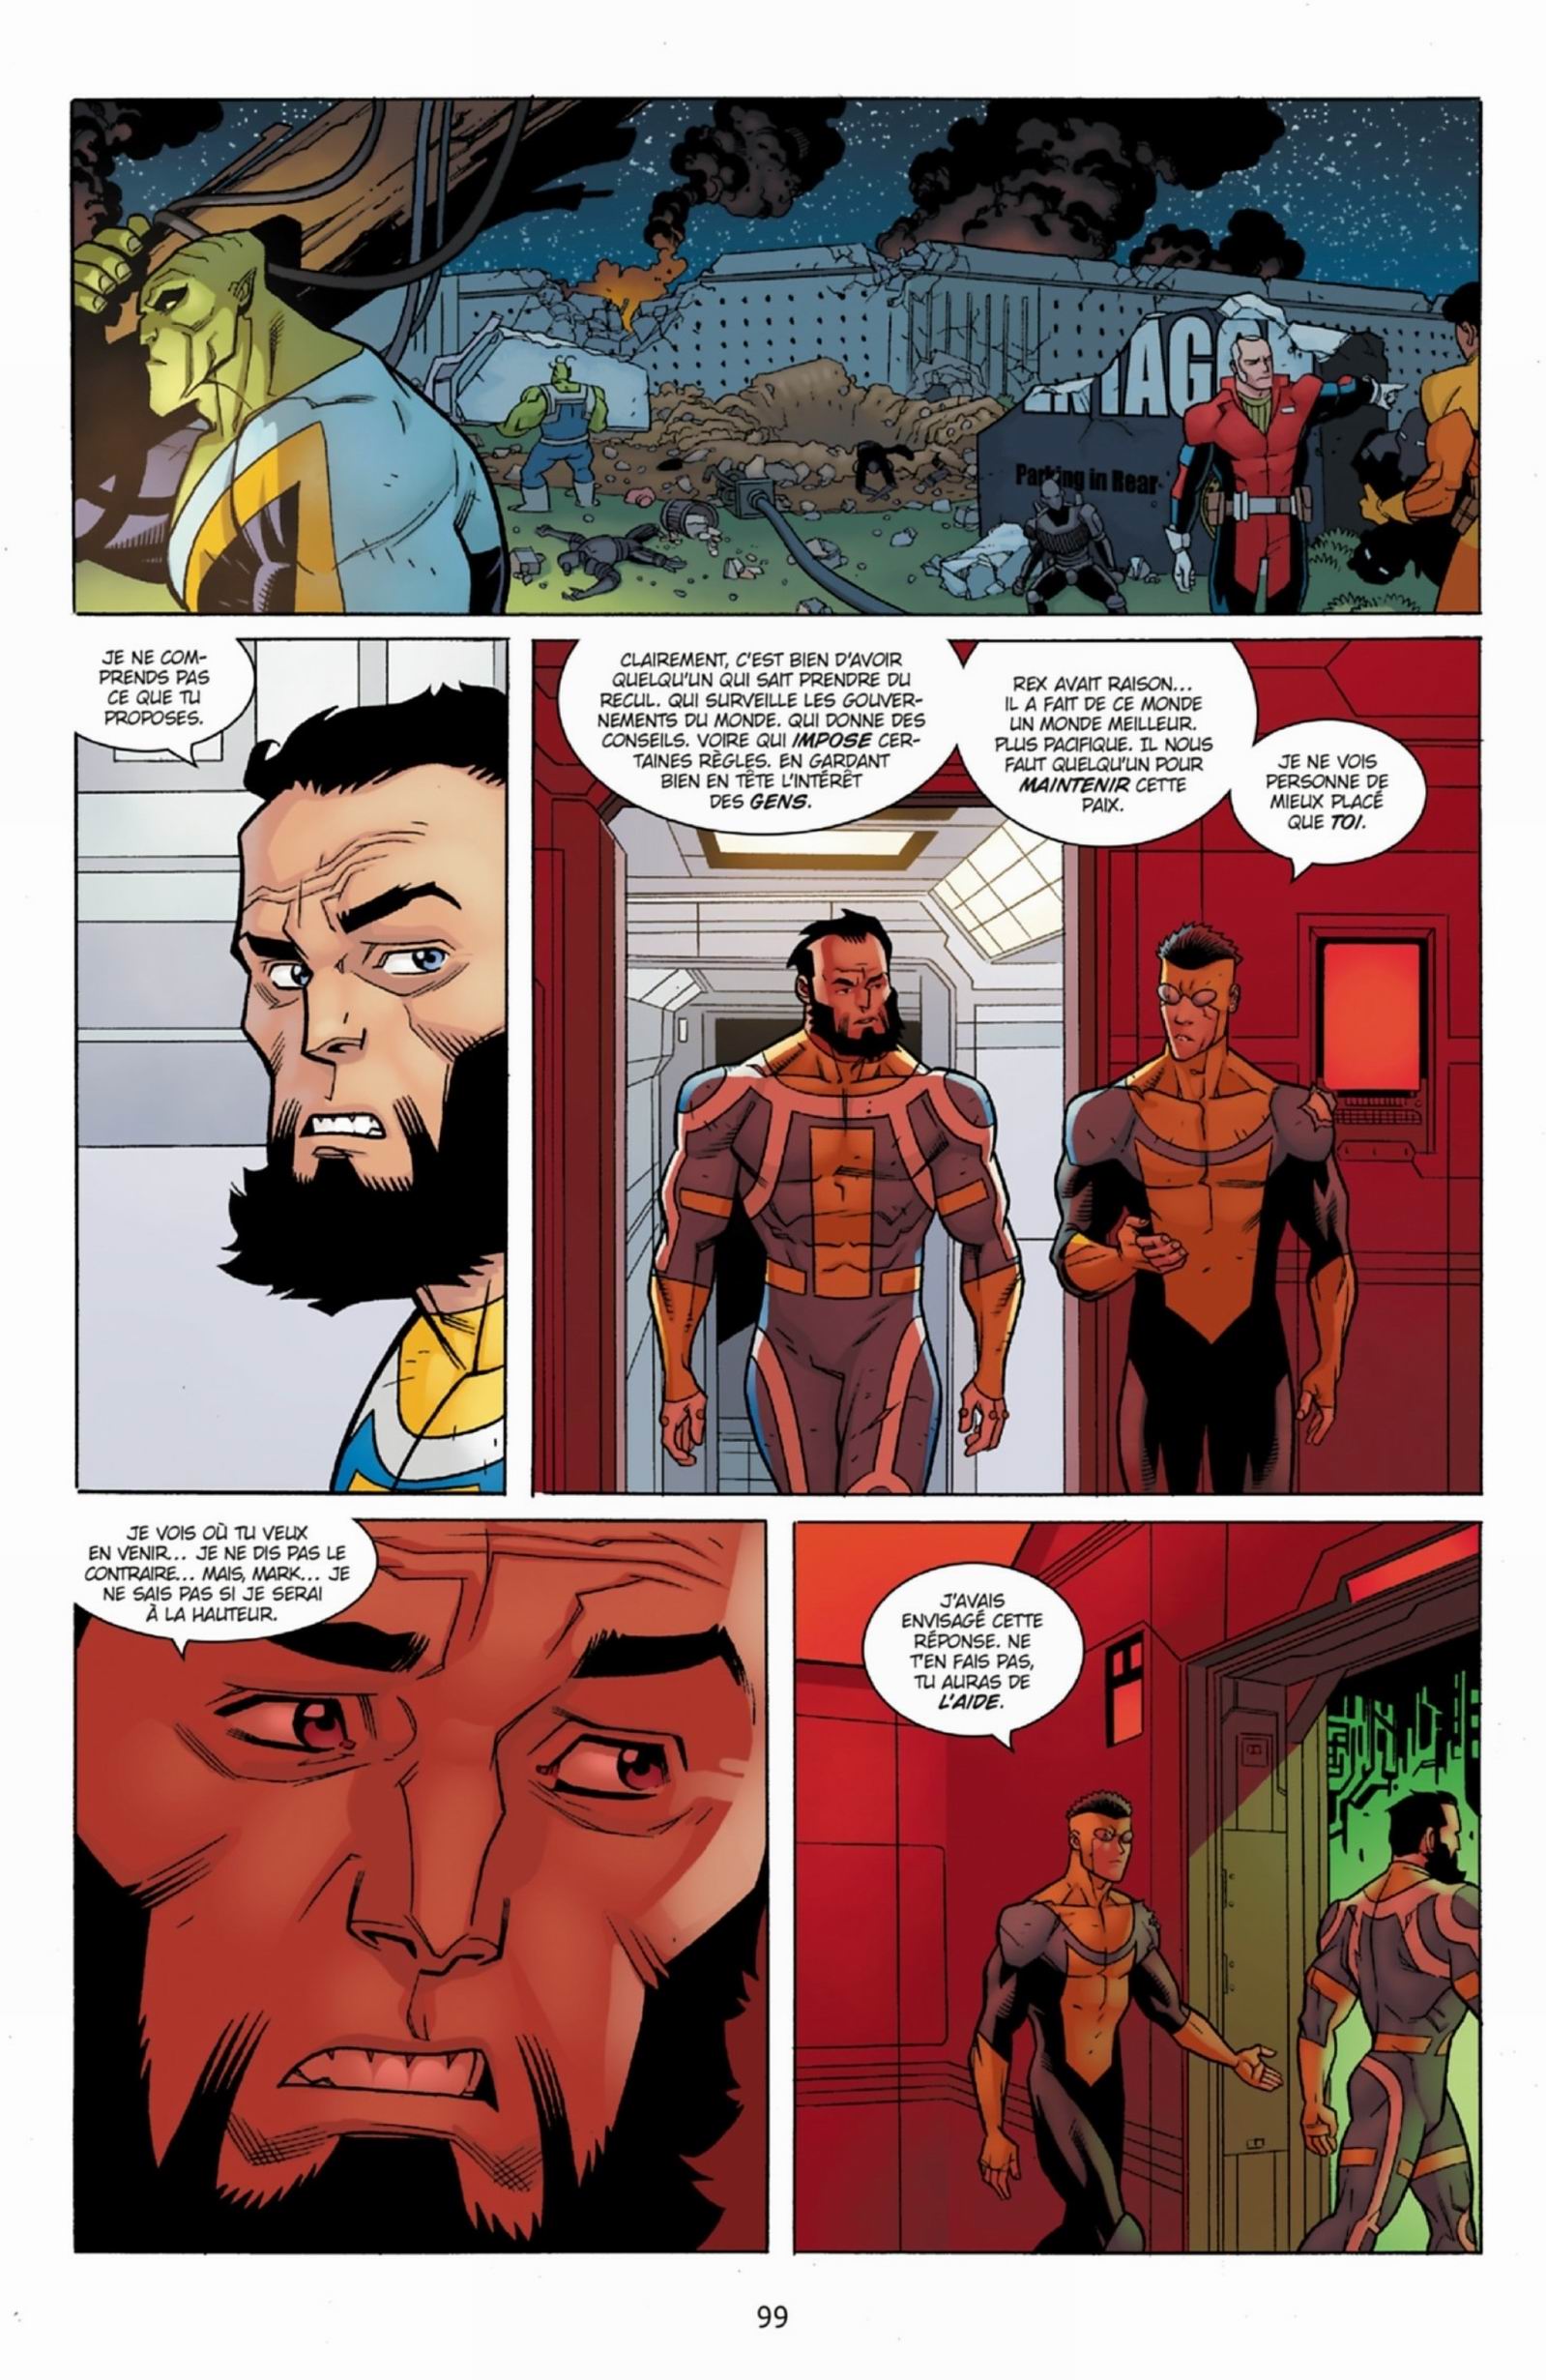 NTAGON
Parking in Rear
JE NE COM-
PRENDS PAS
CE QUE TU
PROPOSES.
CLAIREMENT, C'EST BIEN D'AVOIR
QUELQU'UN QUI SAIT PRENDRE DU
RECUL. QUI SURVEILLE LES GOUVER-
NEMENTS DU MONDE. QUI DONNE DES
CONSEILS. VOIRE QUI IMPOSE CER-
TAINES RÈGLES. EN GARDANT
BIEN EN TÊTE L'INTÉRÊT
DES GENS.
REX AVAIT RAISON...
IL A FAIT DE CE MONDE
UN MONDE MEILLEUR.
PLUS PACIFIQUE. IL NOUS
FAUT QUELQU'UN POUR
MAINTENIR CETTE
PAIX.
JE NE VOIS
PERSONNE DE
MIEUX PLACÉ
QUE TOI.
JE VOIS OÙ TU VEUX
EN VENIR... JE NE DIS PAS LE
CONTRAIRE... MAIS, MARK... JE
NE SAIS PAS SI JE SERAI
À LA HAUTEUR.
J'AVAIS
ENVISAGÉ CETTE
RÉPONSE. NE
T'EN FAIS PAS,
TU AURAS DE
L'AIDE.
99